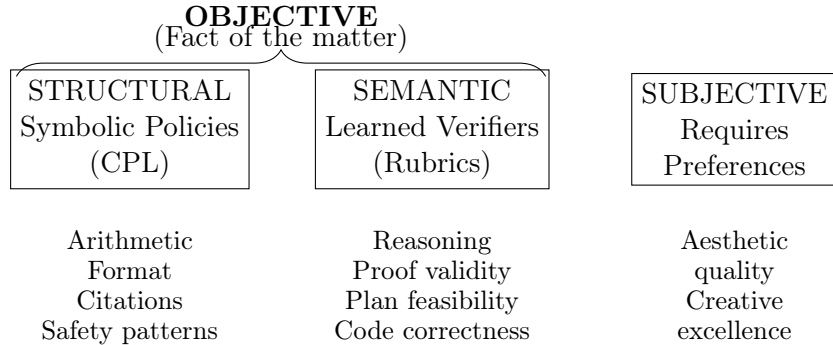 OBJECTIVE
(Fact of the matter)
STRUCTURAL
Symbolic Policies
(CPL)
SEMANTIC
Learned Verifiers
(Rubrics)
SUBJECTIVE
Requires
Preferences
Arithmetic
Format
Citations
Safety patterns
Reasoning
Proof validity
Plan feasibility
Code correctness
Aesthetic
quality
Creative
excellence